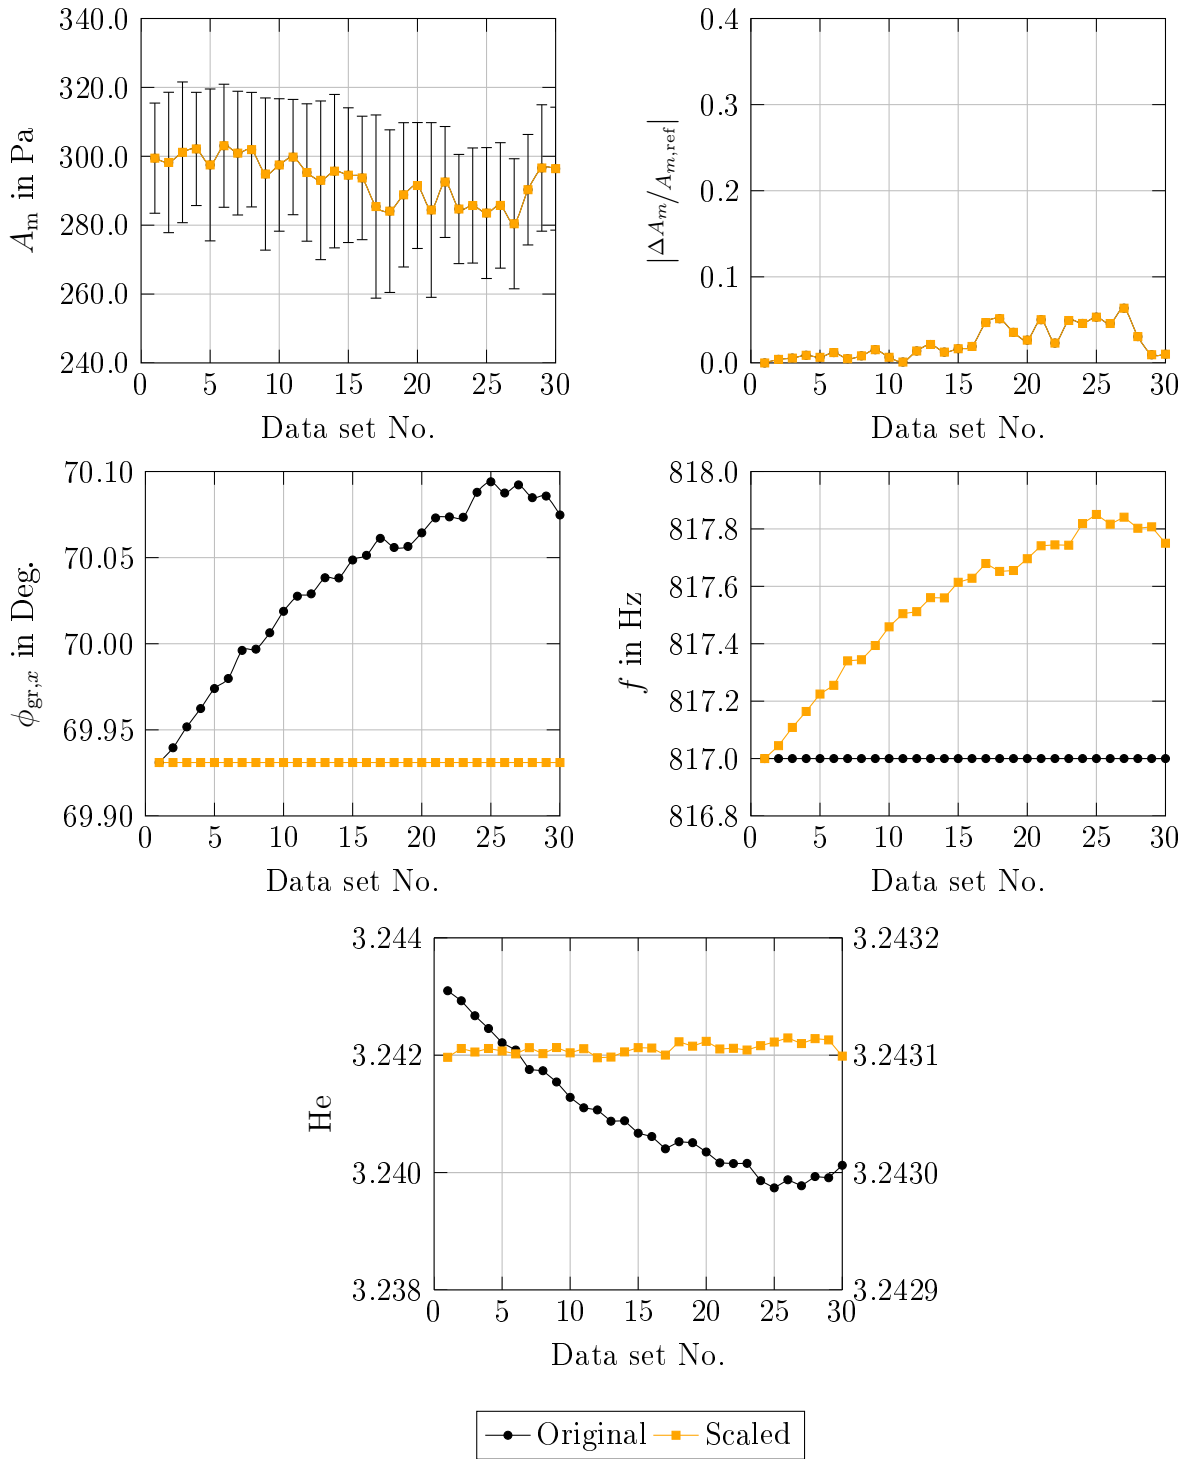 340.0
320.0
300.0
280.0
260.0
240.0
A_m in Pa
0 5 10 15 20 25 30
Data set No.
0.4
0.3
0.2
0.1
0.0
|ΔA_m/A_{m,ref}|
0 5 10 15 20 25 30
Data set No.
70.10
70.05
70.00
69.95
69.90
ϕ_{gr,x} in Deg.
0 5 10 15 20 25 30
Data set No.
818.0
817.8
817.6
817.4
817.2
817.0
816.8
f in Hz
0 5 10 15 20 25 30
Data set No.
3.244
3.242
3.240
3.238
He
3.2432
3.2431
3.2430
3.2429
0 5 10 15 20 25 30
Data set No.
Original Scaled